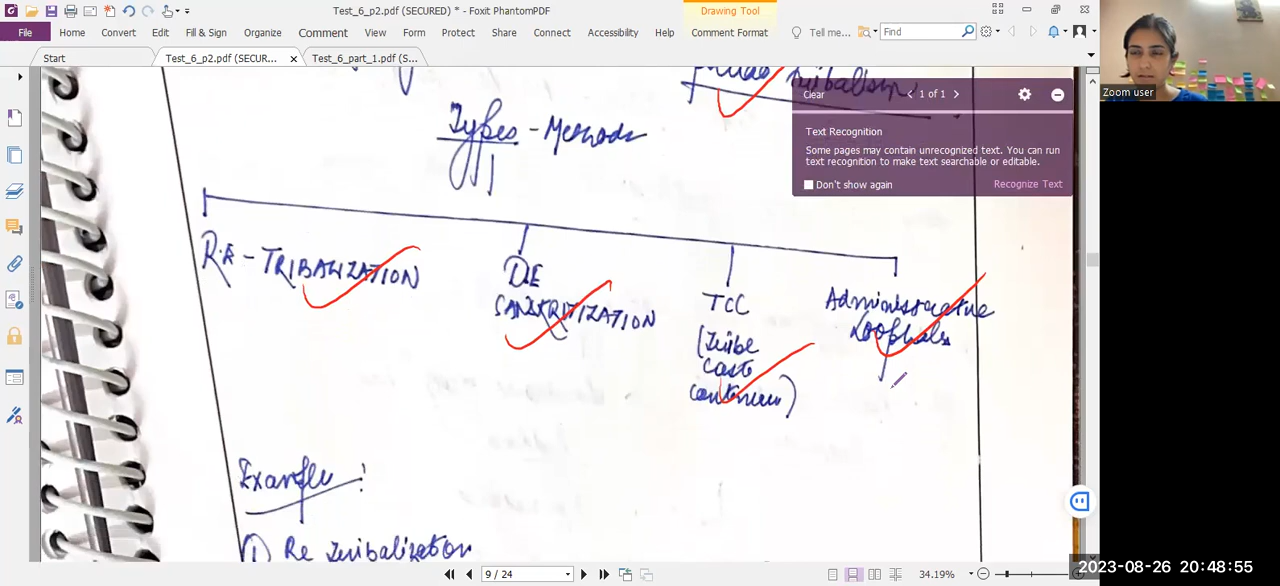 Test_6_p2.pdf (SECURED) * - Foxit PhantomPDF
Drawing Tool
File Home Convert Edit Fill & Sign Organize Comment View Form Protect Share Connect Accessibility Help Comment Format Tell me... Find
Start Test_6_p2.pdf (SECUR... × Test_6_part_1.pdf (S...
Tribalism
Clear 1 of 1
Text Recognition
Some pages may contain unrecognized text. You can run
text recognition to make text searchable or editable.
Don't show again Recognize Text
Zoom user
Types - Methods
RE-TRIBALIZATION
DE
SANSKRITIZATION
TCC
(Tribe
Caste
continuum)
Administrative
Loopholes
Example :
① Re Tribalization
9 / 24
34.19%
2023-08-26 20:48:55